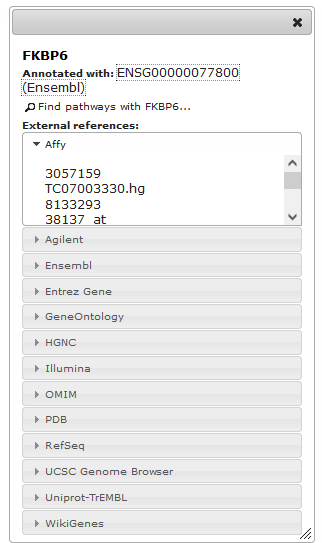 FKBP6
Annotated with: ENSG00000077800
(Ensembl)
Find pathways with FKBP6...
External references:
Affy
3057159
TC07003330.hg
8133293
38137_at
Agilent
Ensembl
Entrez Gene
GeneOntology
HGNC
Illumina
OMIM
PDB
RefSeq
UCSC Genome Browser
Uniprot-TrEMBL
WikiGenes